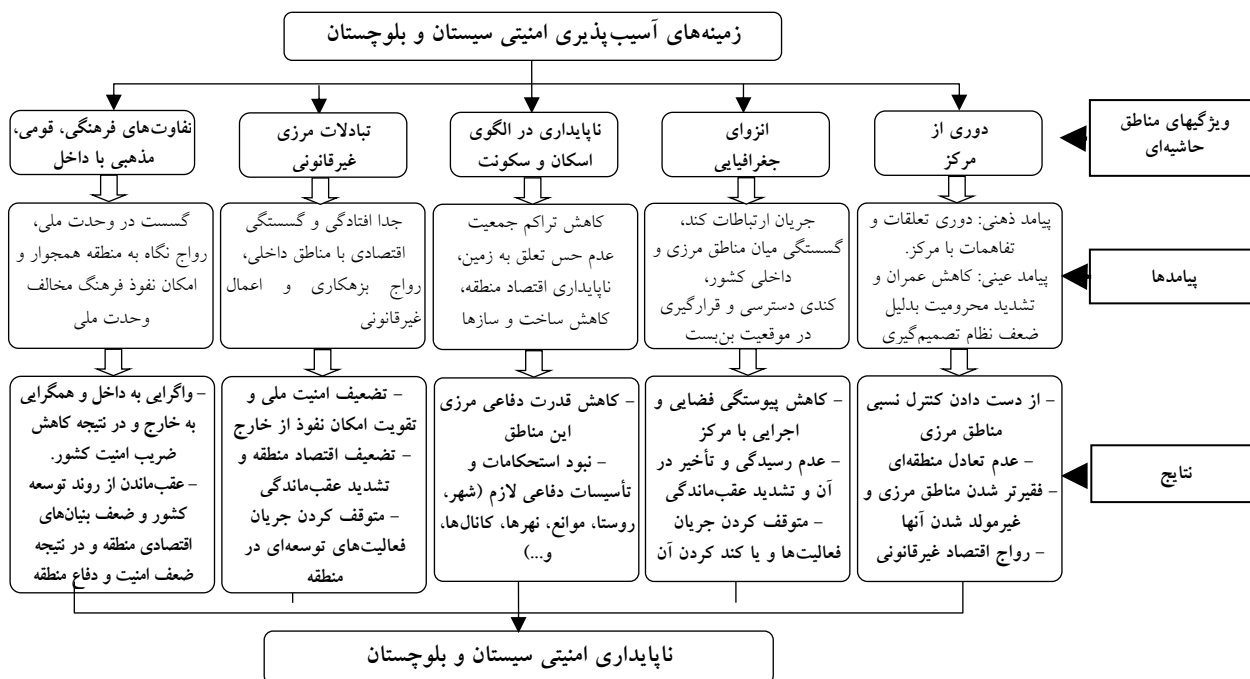 زمینه‌های آسیب‌پذیری امنیتی سیستان و بلوچستان
ویژگیهای مناطق
حاشیه‌ای
دوری از
مرکز
انزوای
جغرافیایی
ناپایداری در الگوی
اسکان و سکونت
تبادلات مرزی
غیرقانونی
تفاوت‌های فرهنگی، قومی،
مذهبی با داخل
پیامدها
پیامد ذهنی: دوری تعلقات و
تفاهمات با مرکز.
پیامد عینی: کاهش عمران و
تشدید محرومیت بدلیل
ضعف نظام تصمیم‌گیری
جریان ارتباطات کند،
گسستگی میان مناطق مرزی و
داخلی کشور،
کندی دسترسی و قرارگیری
در موقعیت بن‌بست
کاهش تراکم جمعیت
عدم حس تعلق به زمین،
ناپایداری اقتصاد منطقه،
کاهش ساخت و سازها
جدا افتادگی و گسستگی
اقتصادی با مناطق داخلی،
رواج بزهکاری و اعمال
غیرقانونی
گسست در وحدت ملی،
رواج نگاه به منطقه همجوار و
امکان نفوذ فرهنگ مخالف
وحدت ملی
نتایج
– از دست دادن کنترل نسبی
مناطق مرزی
– عدم تعادل منطقه‌ای
– فقیرتر شدن مناطق مرزی و
غیرمولد شدن آنها
– رواج اقتصاد غیرقانونی
– کاهش پیوستگی فضایی و
اجرایی با مرکز
– عدم رسیدگی و تأخیر در
آن و تشدید عقب‌ماندگی
– متوقف کردن جریان
فعالیت‌ها و یا کند کردن آن
– کاهش قدرت دفاعی مرزی
این مناطق
– نبود استحکامات و
تأسیسات دفاعی لازم (شهر،
روستا، موانع، نهرها، کانال‌ها،
و...)
– تضعیف امنیت ملی و
تقویت امکان نفوذ از خارج
– تضعیف اقتصاد منطقه و
تشدید عقب‌ماندگی
– متوقف کردن جریان
فعالیت‌های توسعه‌ای در
منطقه
– واگرایی به داخل و همگرایی
به خارج و در نتیجه کاهش
ضریب امنیت کشور.
– عقب‌ماندن از روند توسعه
کشور و ضعف بنیان‌های
اقتصادی منطقه و در نتیجه
ضعف امنیت و دفاع منطقه
ناپایداری امنیتی سیستان و بلوچستان